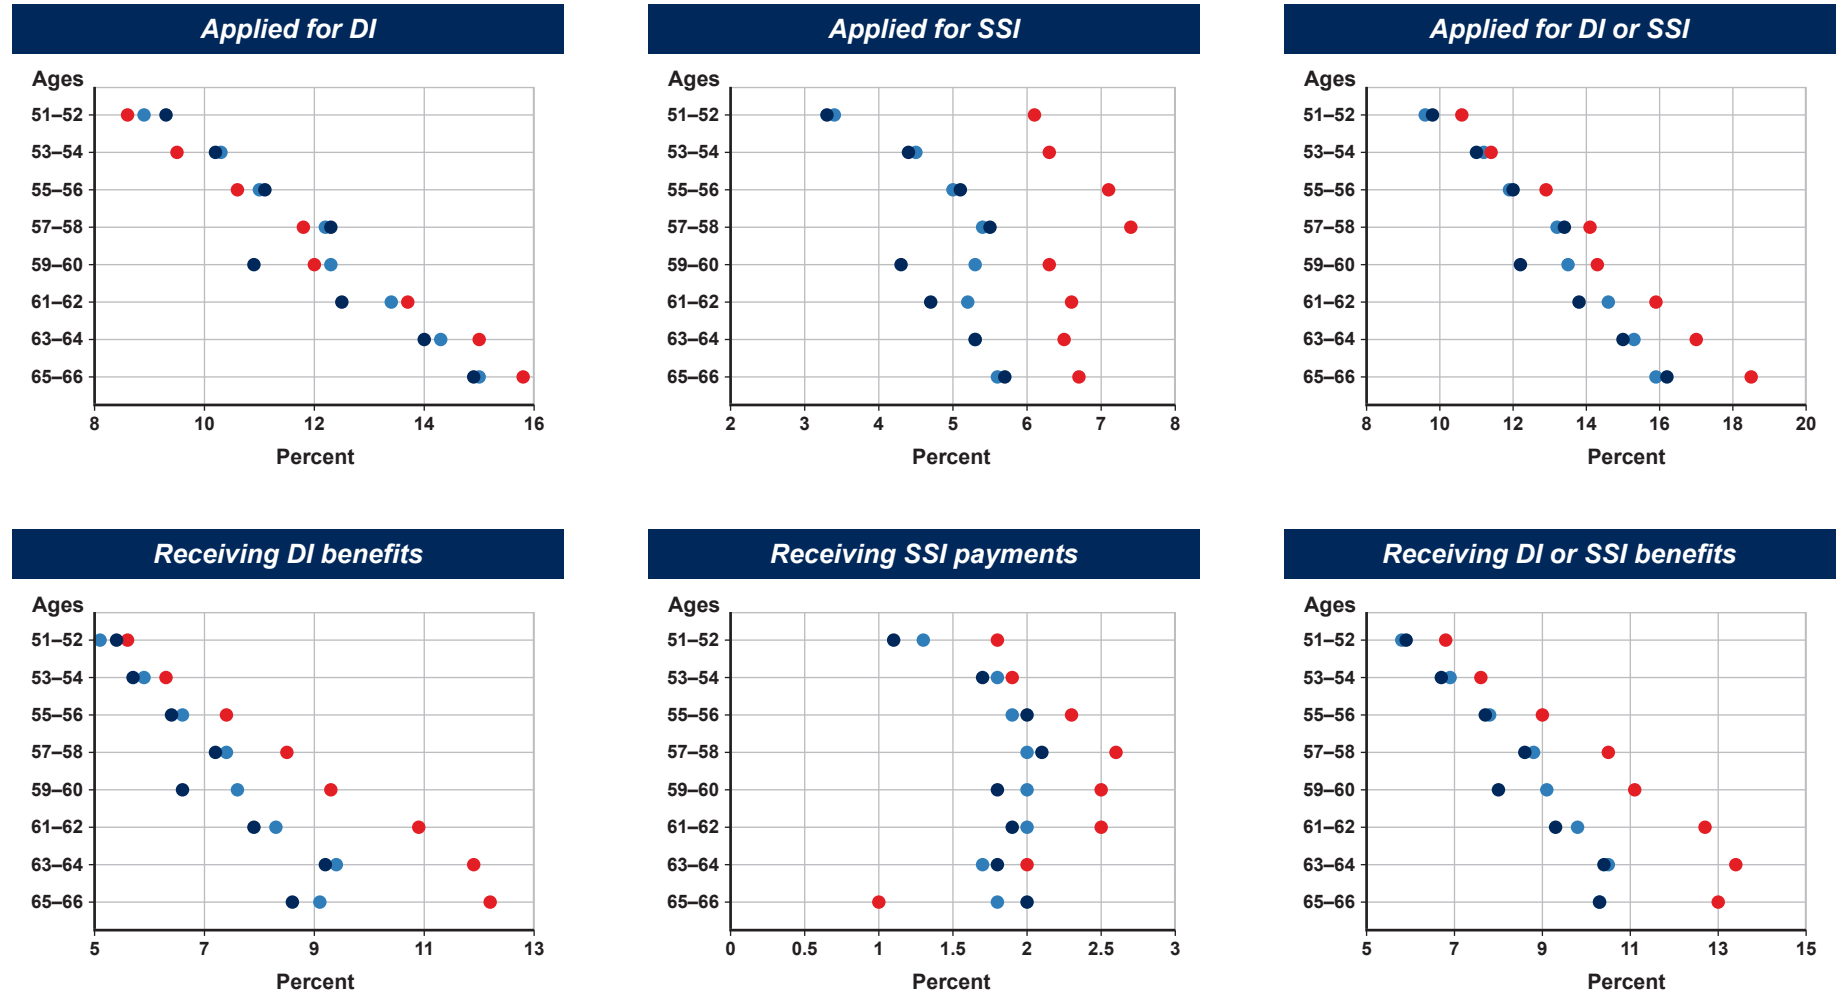 Applied for DI
Ages
51–52
53–54
55–56
57–58
59–60
61–62
63–64
65–66
8 10 12 14 16
Percent
Applied for SSI
Ages
51–52
53–54
55–56
57–58
59–60
61–62
63–64
65–66
2 3 4 5 6 7 8
Percent
Applied for DI or SSI
Ages
51–52
53–54
55–56
57–58
59–60
61–62
63–64
65–66
8 10 12 14 16 18 20
Percent
Receiving DI benefits
Ages
51–52
53–54
55–56
57–58
59–60
61–62
63–64
65–66
5 7 9 11 13
Percent
Receiving SSI payments
Ages
51–52
53–54
55–56
57–58
59–60
61–62
63–64
65–66
0 0.5 1 1.5 2 2.5 3
Percent
Receiving DI or SSI benefits
Ages
51–52
53–54
55–56
57–58
59–60
61–62
63–64
65–66
5 7 9 11 13 15
Percent